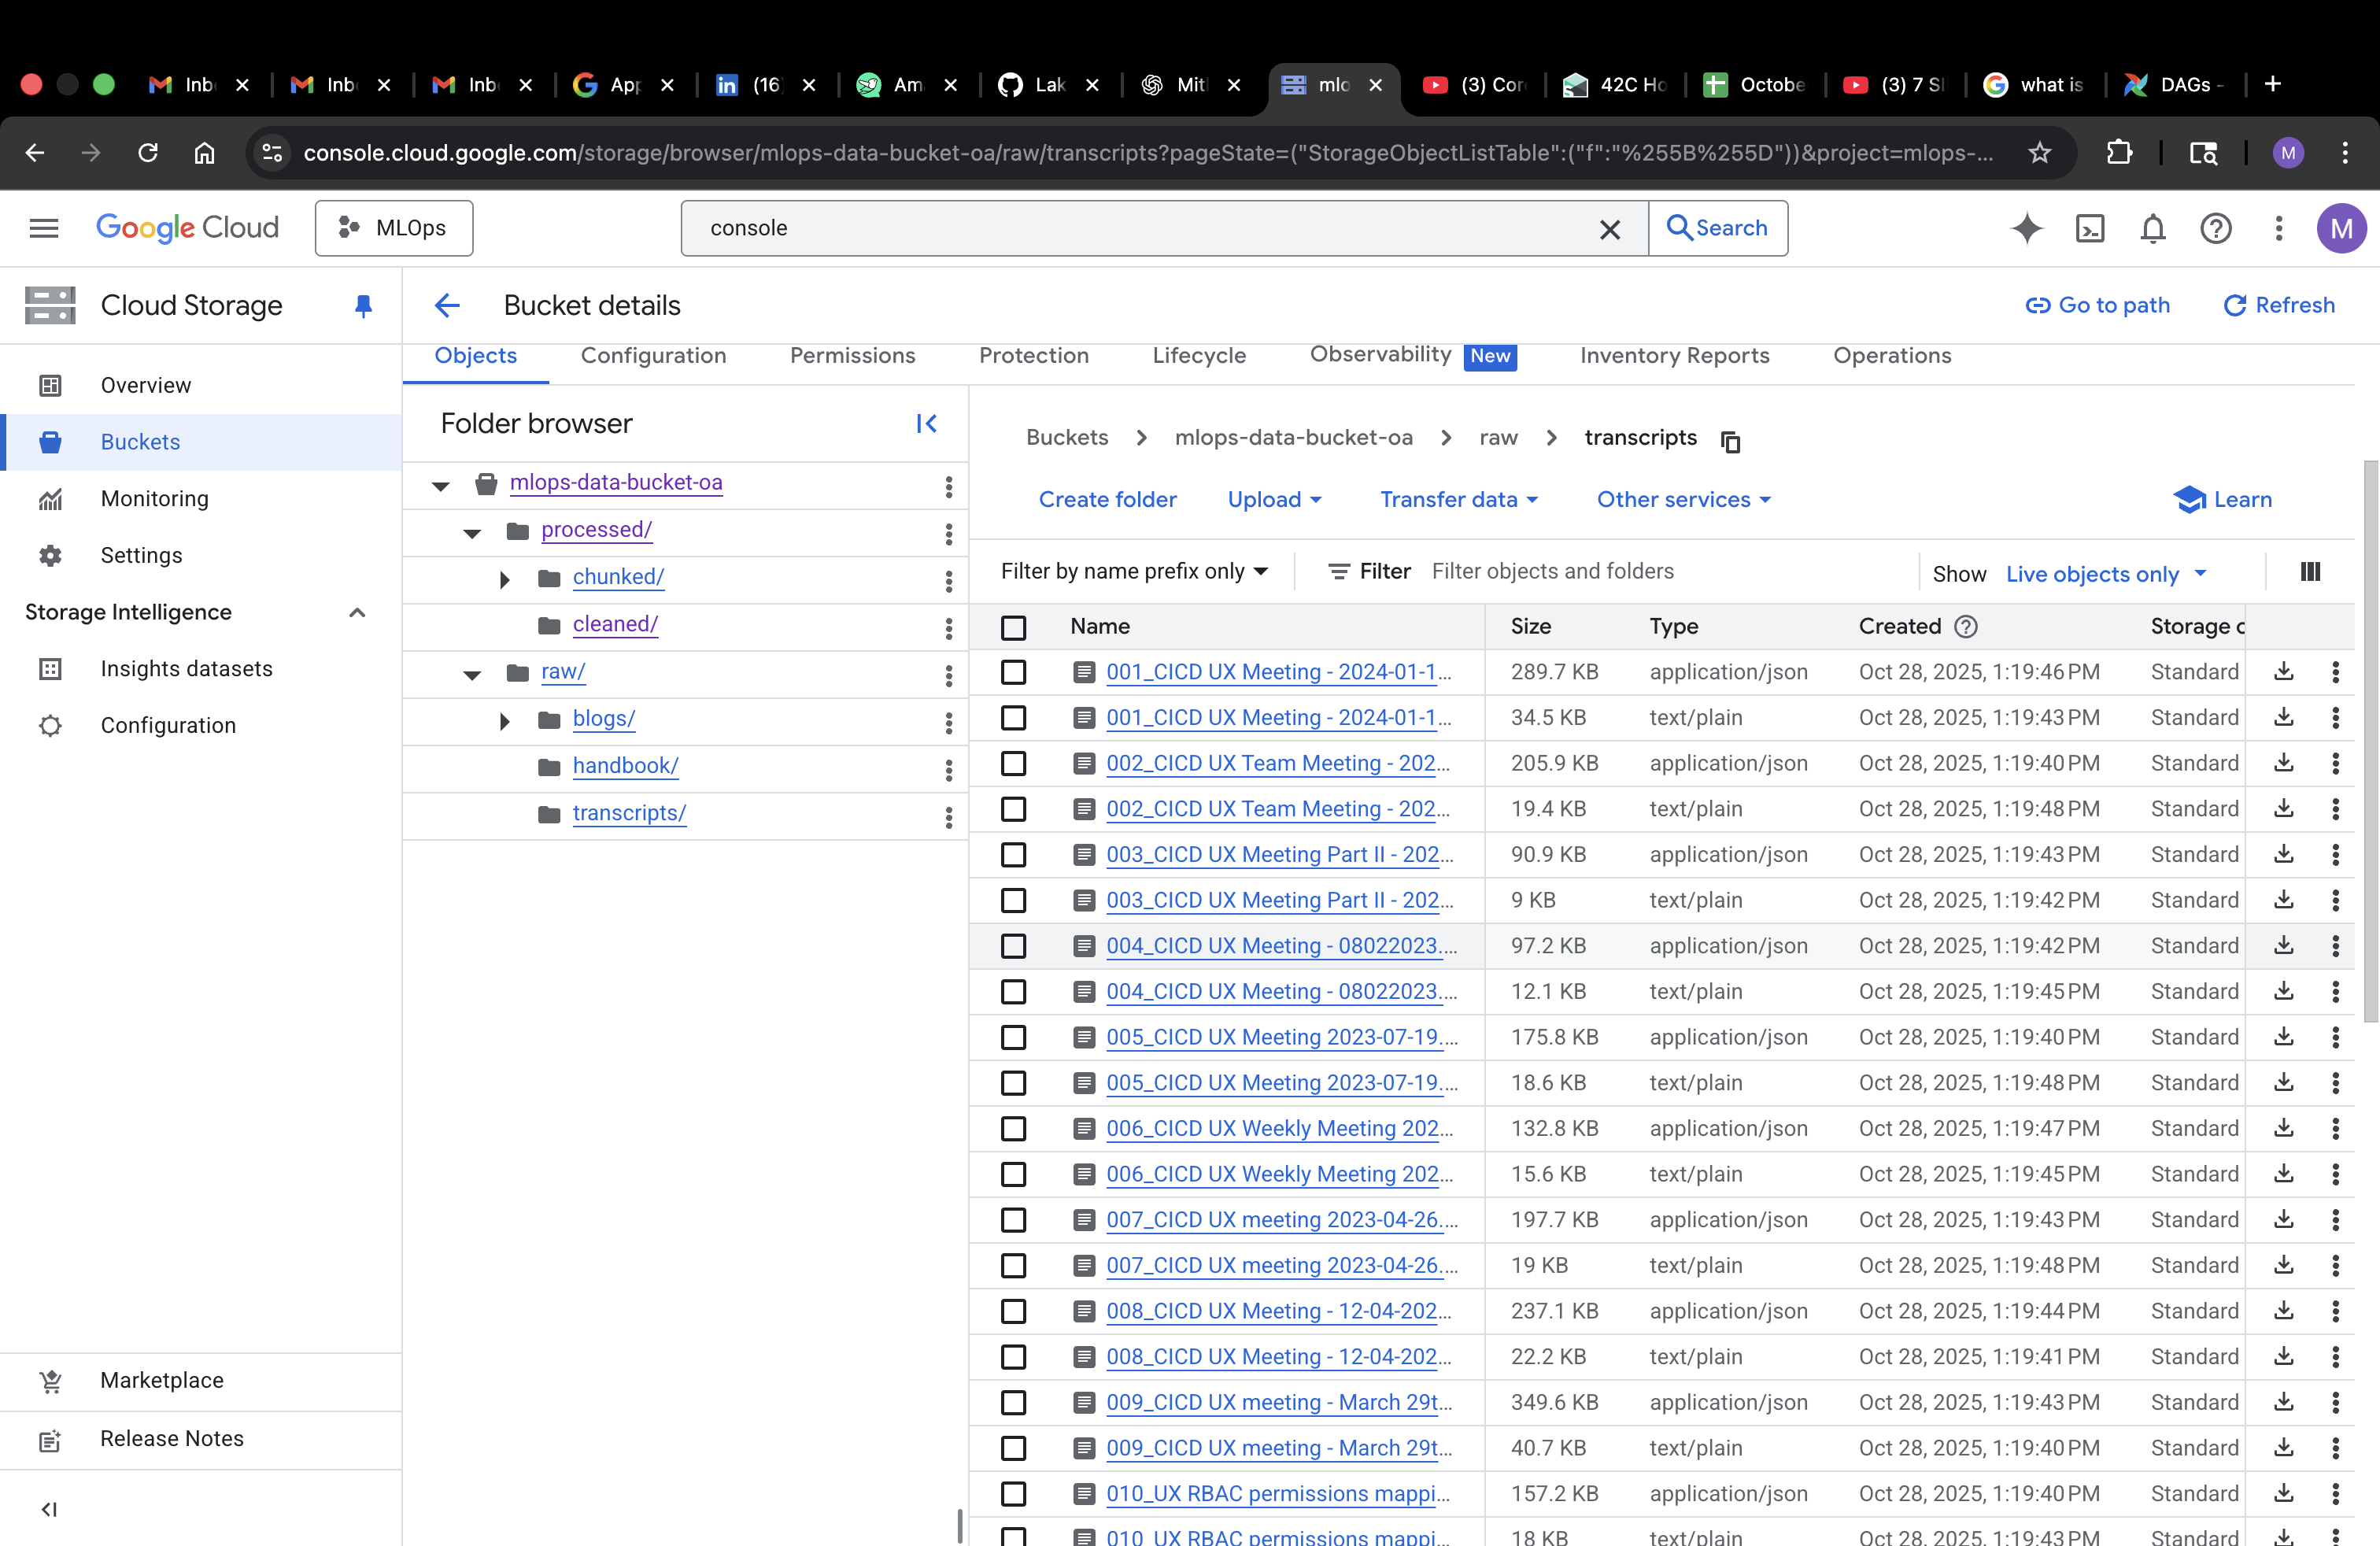 Inb
Inb
Inb
App
(16
Am
Lak
Mit
mlo
(3) Cor
42C Ho
Octobe
(3) 7 SI
what is
DAGs -
console.cloud.google.com/storage/browser/mlops-data-bucket-oa/raw/transcripts?pageState=("StorageObjectListTable":("f":"%255B%255D"))&project=mlops-...
M
Google Cloud
MLOps
console
Search
M
Cloud Storage
Bucket details
Go to path
Refresh
Overview
Buckets
Monitoring
Settings
Storage Intelligence
Insights datasets
Configuration
Marketplace
Release Notes
Objects Configuration Permissions Protection Lifecycle Observability New Inventory Reports Operations
Folder browser
mlops-data-bucket-oa
processed/
chunked/
cleaned/
raw/
blogs/
handbook/
transcripts/
Buckets > mlops-data-bucket-oa > raw > transcripts
Create folder Upload Transfer data Other services Learn
Filter by name prefix only Filter Filter objects and folders Show Live objects only
Name Size Type Created Storage c
001_CICD UX Meeting - 2024-01-1... 289.7 KB application/json Oct 28, 2025, 1:19:46 PM Standard
001_CICD UX Meeting - 2024-01-1... 34.5 KB text/plain Oct 28, 2025, 1:19:43 PM Standard
002_CICD UX Team Meeting - 202... 205.9 KB application/json Oct 28, 2025, 1:19:40 PM Standard
002_CICD UX Team Meeting - 202... 19.4 KB text/plain Oct 28, 2025, 1:19:48 PM Standard
003_CICD UX Meeting Part II - 202... 90.9 KB application/json Oct 28, 2025, 1:19:43 PM Standard
003_CICD UX Meeting Part II - 202... 9 KB text/plain Oct 28, 2025, 1:19:42 PM Standard
004_CICD UX Meeting - 08022023.... 97.2 KB application/json Oct 28, 2025, 1:19:42 PM Standard
004_CICD UX Meeting - 08022023.... 12.1 KB text/plain Oct 28, 2025, 1:19:45 PM Standard
005_CICD UX Meeting 2023-07-19.... 175.8 KB application/json Oct 28, 2025, 1:19:40 PM Standard
005_CICD UX Meeting 2023-07-19.... 18.6 KB text/plain Oct 28, 2025, 1:19:48 PM Standard
006_CICD UX Weekly Meeting 202... 132.8 KB application/json Oct 28, 2025, 1:19:47 PM Standard
006_CICD UX Weekly Meeting 202... 15.6 KB text/plain Oct 28, 2025, 1:19:45 PM Standard
007_CICD UX meeting 2023-04-26.... 197.7 KB application/json Oct 28, 2025, 1:19:43 PM Standard
007_CICD UX meeting 2023-04-26.... 19 KB text/plain Oct 28, 2025, 1:19:48 PM Standard
008_CICD UX Meeting - 12-04-202... 237.1 KB application/json Oct 28, 2025, 1:19:44 PM Standard
008_CICD UX Meeting - 12-04-202... 22.2 KB text/plain Oct 28, 2025, 1:19:41 PM Standard
009_CICD UX meeting - March 29t... 349.6 KB application/json Oct 28, 2025, 1:19:40 PM Standard
009_CICD UX meeting - March 29t... 40.7 KB text/plain Oct 28, 2025, 1:19:40 PM Standard
010_UX RBAC permissions mappi... 157.2 KB application/json Oct 28, 2025, 1:19:40 PM Standard
010_UX RBAC permissions mappi... 18 KB text/plain Oct 28, 2025, 1:19:43 PM Standard